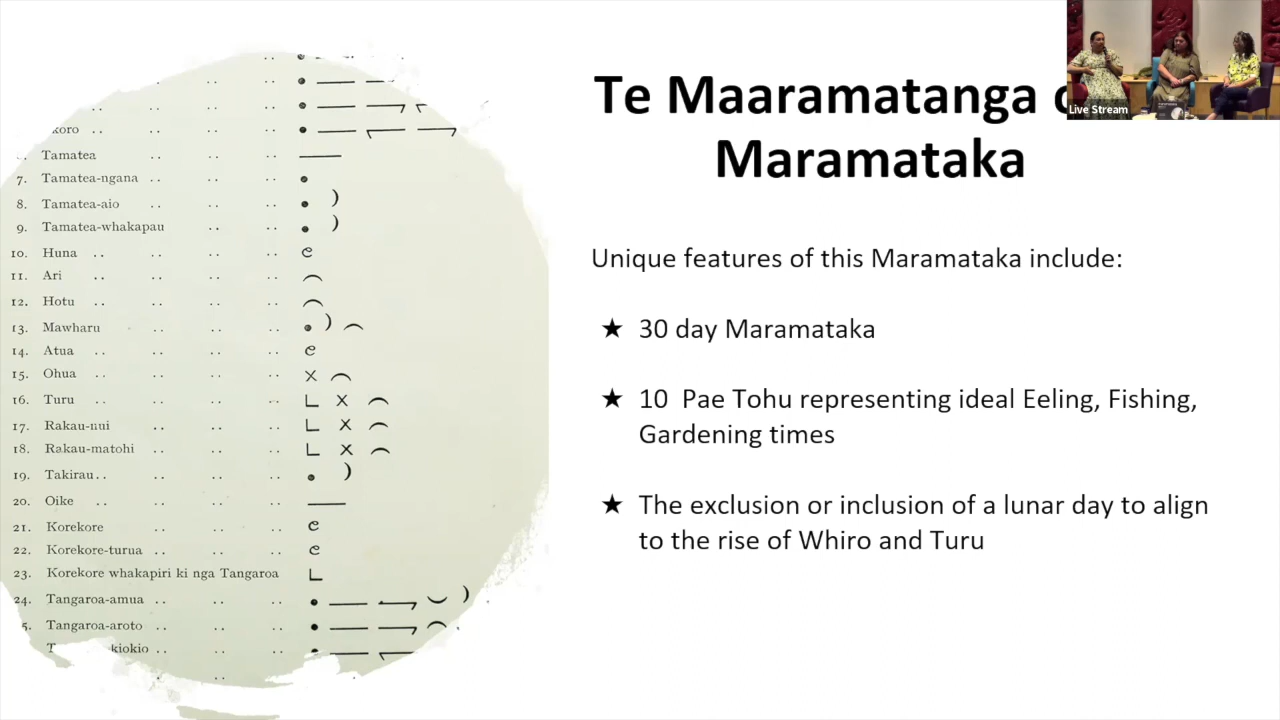 Te Maaramatanga
Maramataka
Live Stream
Unique features of this Maramataka include:
★ 30 day Maramataka
★ 10 Pae Tohu representing ideal Eeling, Fishing,
Gardening times
★ The exclusion or inclusion of a lunar day to align
to the rise of Whiro and Turu
koro .. .. ..
Tamatea .. .. ..
7. Tamatea-ngana .. .. ..
8. Tamatea-aio .. .. ..
9. Tamatea-whakapau .. ..
10. Huna .. .. .. ..
11. Ari .. .. .. ..
12. Hotu .. .. .. ..
13. Mawharu .. .. ..
14. Atua .. .. .. ..
15. Ohua .. .. .. ..
16. Turu .. .. .. ..
17. Rakau-nui .. .. ..
18. Rakau-matohi .. .. ..
19. Takirau .. .. .. ..
20. Oike .. .. .. ..
21. Korekore .. .. ..
22. Korekore-turua .. .. ..
23. Korekore whakapiri ki nga Tangaroa
24. Tangaroa-amua .. .. ..
5. Tangaroa-aroto .. .. ..
kiokio .. .. ..